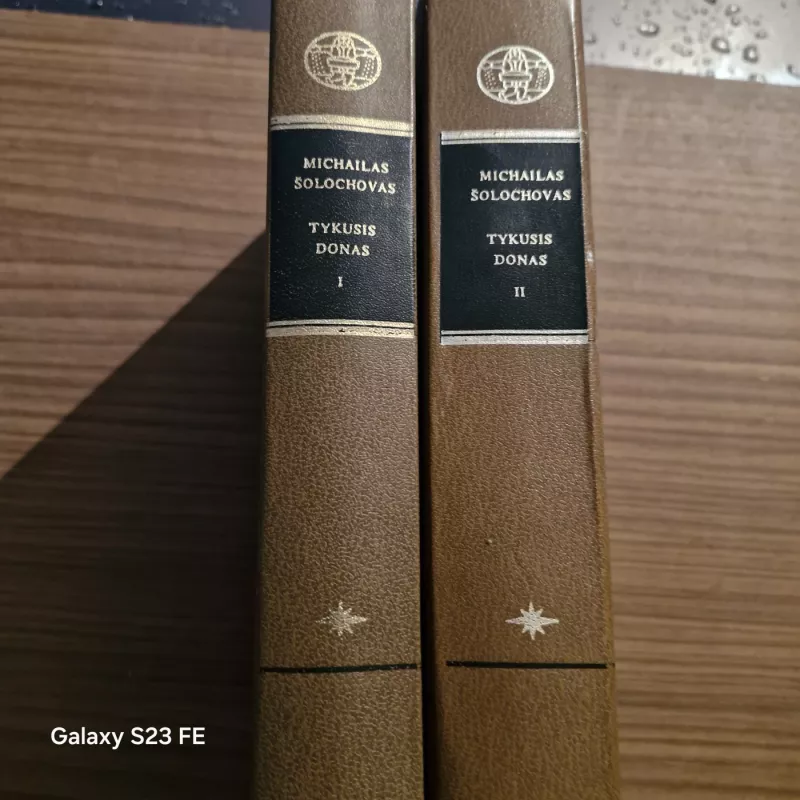 MICHAILAS
ŠOLOCHOVAS
TYKUSIS
DONAS
I
MICHAILAS
ŠOLOCHOVAS
TYKUSIS
DONAS
II
Galaxy S23 FE